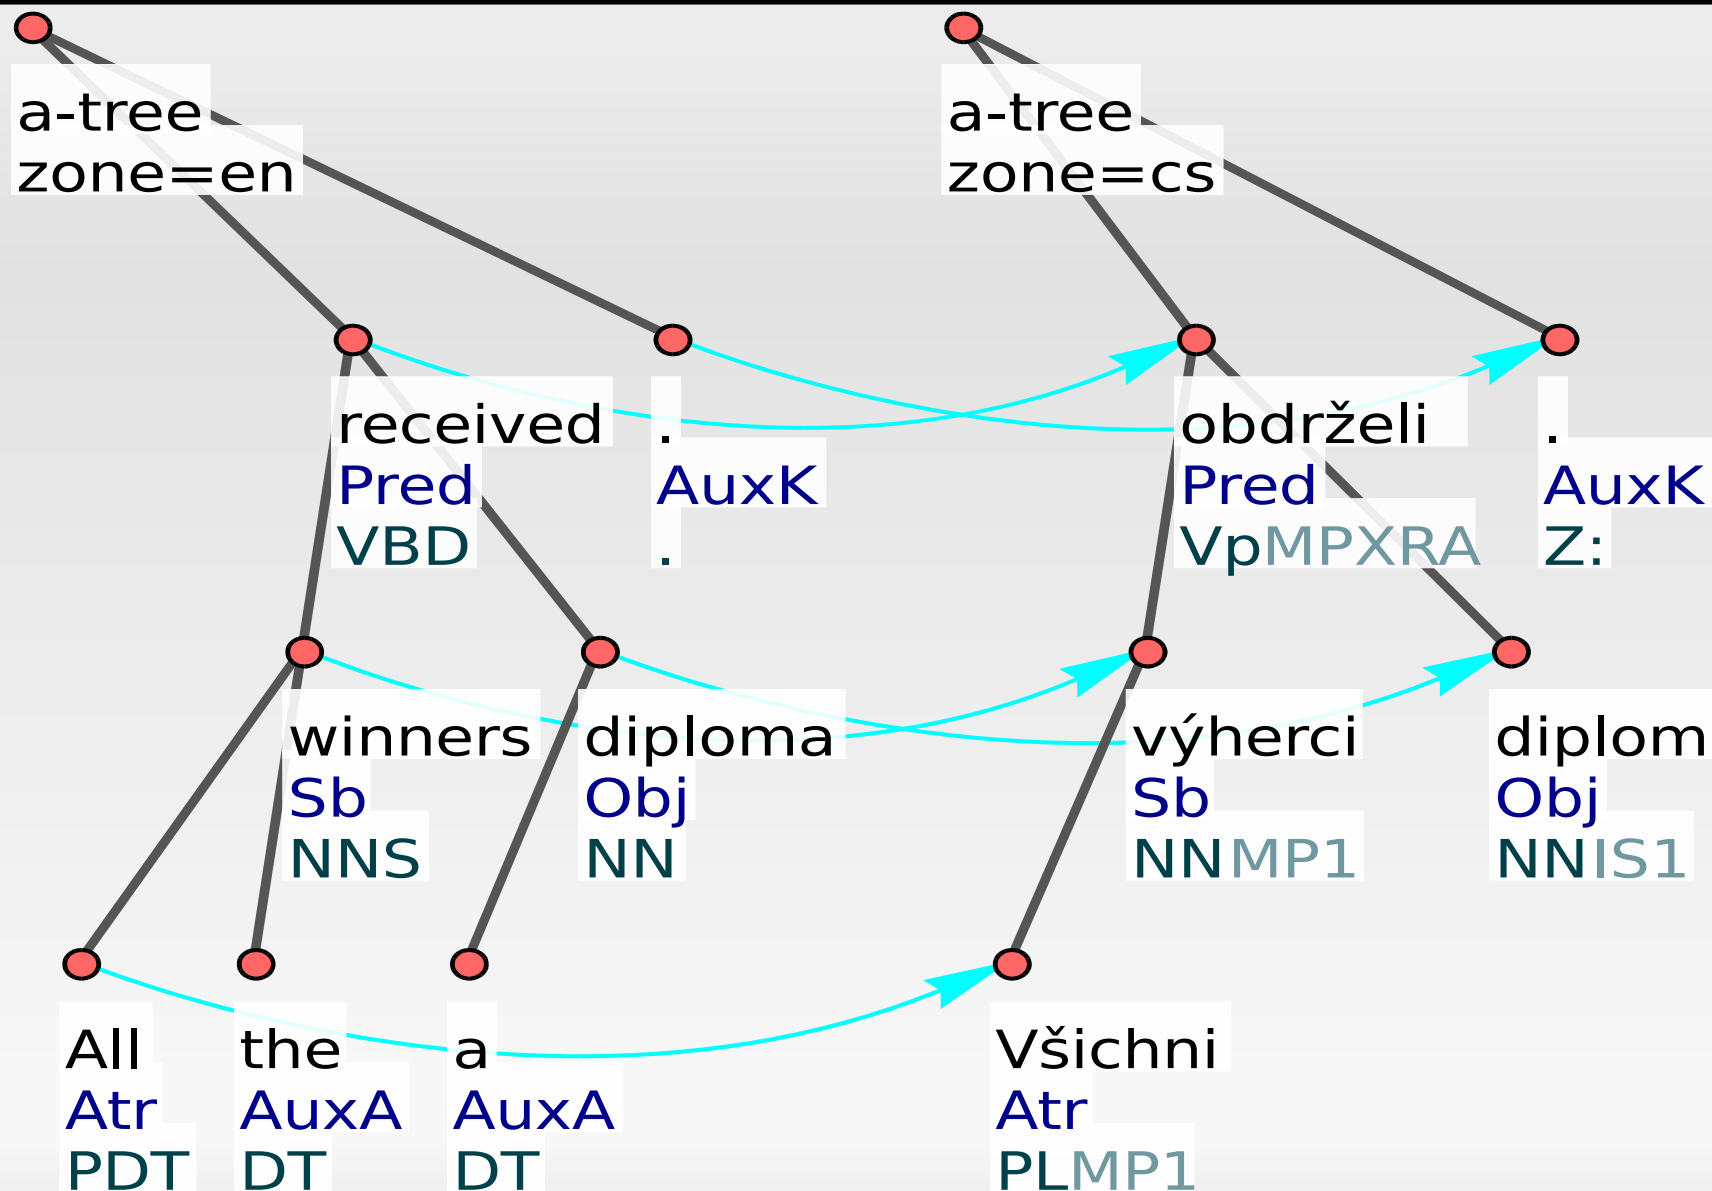 a-tree
zone=en
a-tree
zone=cs
received . obdrželi .
Pred AuxK Pred AuxK
VBD . VpMPXRA Z:
winners diploma výherci diplom
Sb Obj Sb Obj
NNS NN NNMP1 NNIS1
All the a Všichni
Atr AuxA AuxA Atr
PDT DT DT PLMP1